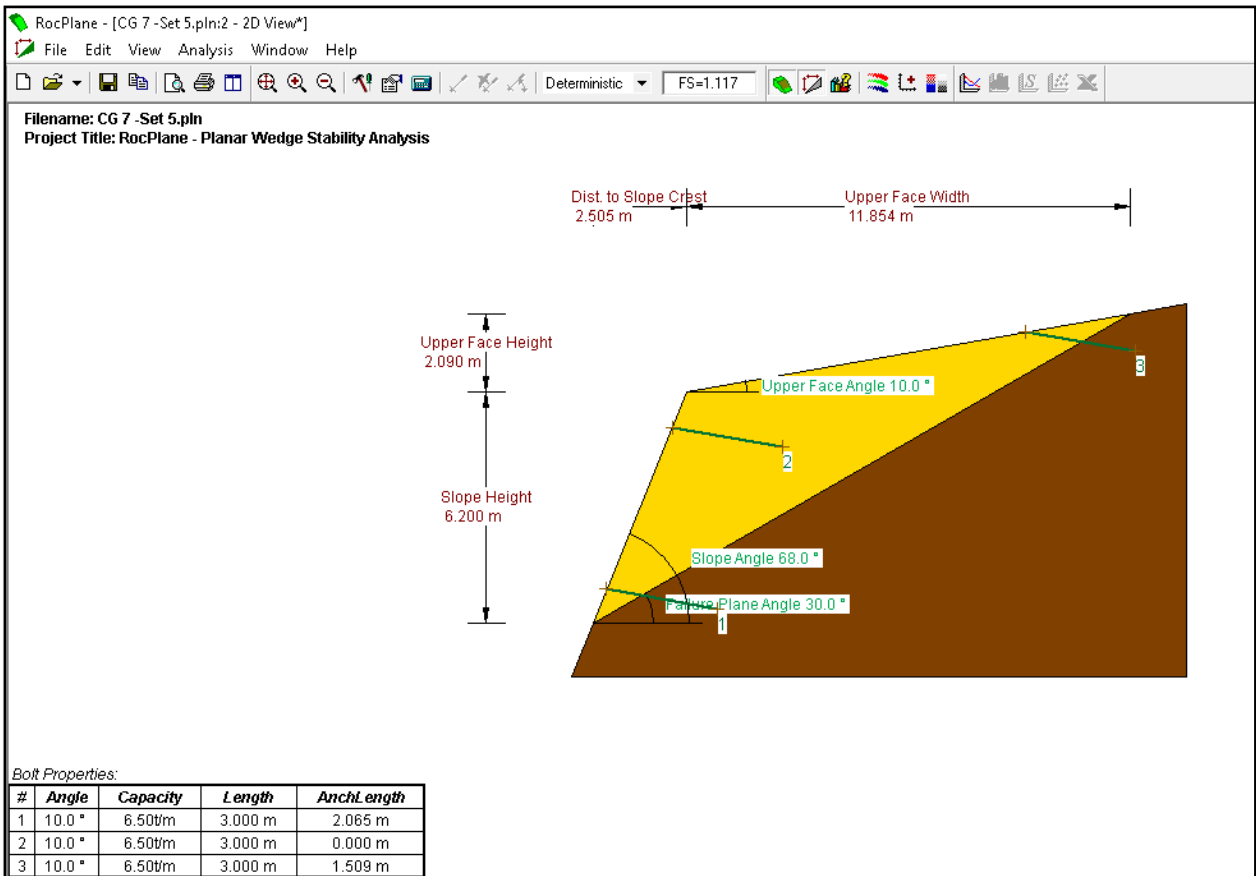 RocPlane - [CG 7 -Set 5.pln:2 - 2D View*]
File Edit View Analysis Window Help
Deterministic FS=1.117
Filename: CG 7 -Set 5.pln
Project Title: RocPlane - Planar Wedge Stability Analysis
Dist. to Slope Crest
2.505 m
Upper Face Width
11.854 m
Upper Face Height
2.090 m
Upper Face Angle 10.0 °
3
2
Slope Height
6.200 m
Slope Angle 68.0 °
Failure Plane Angle 30.0 °
1
Bolt Properties:
# Angle Capacity Length AnchLength
1 10.0 ° 6.50t/m 3.000 m 2.065 m
2 10.0 ° 6.50t/m 3.000 m 0.000 m
3 10.0 ° 6.50t/m 3.000 m 1.509 m